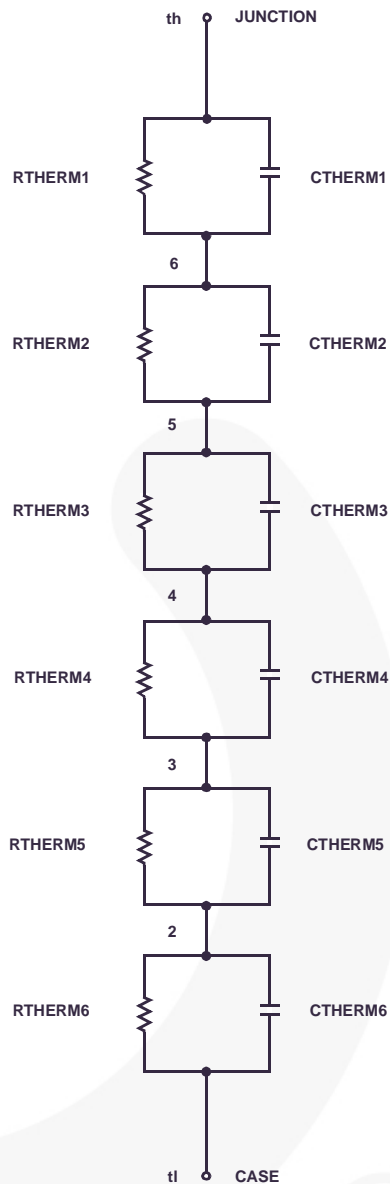 th JUNCTION
RTHERM1 CTHERM1
6
RTHERM2 CTHERM2
5
RTHERM3 CTHERM3
4
RTHERM4 CTHERM4
3
RTHERM5 CTHERM5
2
RTHERM6 CTHERM6
tl CASE